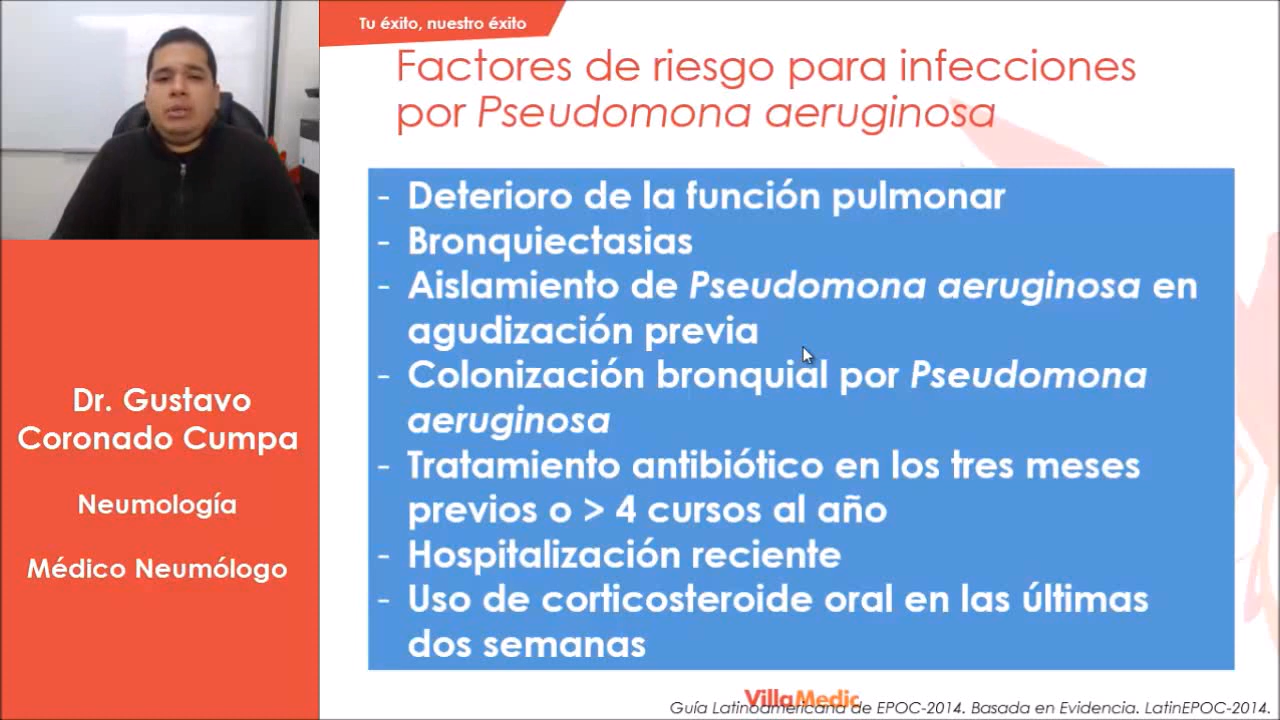 Tu éxito, nuestro éxito
Factores de riesgo para infecciones
por Pseudomona aeruginosa
- Deterioro de la función pulmonar
- Bronquiectasias
- Aislamiento de Pseudomona aeruginosa en
agudización previa
- Colonización bronquial por Pseudomona
aeruginosa
- Tratamiento antibiótico en los tres meses
previos o > 4 cursos al año
- Hospitalización reciente
- Uso de corticosteroide oral en las últimas
dos semanas
Dr. Gustavo
Coronado Cumpa
Neumología
Médico Neumólogo
VillaMedic
Guía Latinoamericana de EPOC-2014. Basada en Evidencia. LatinEPOC-2014.